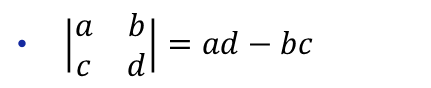 • |a b; c d| = ad − bc